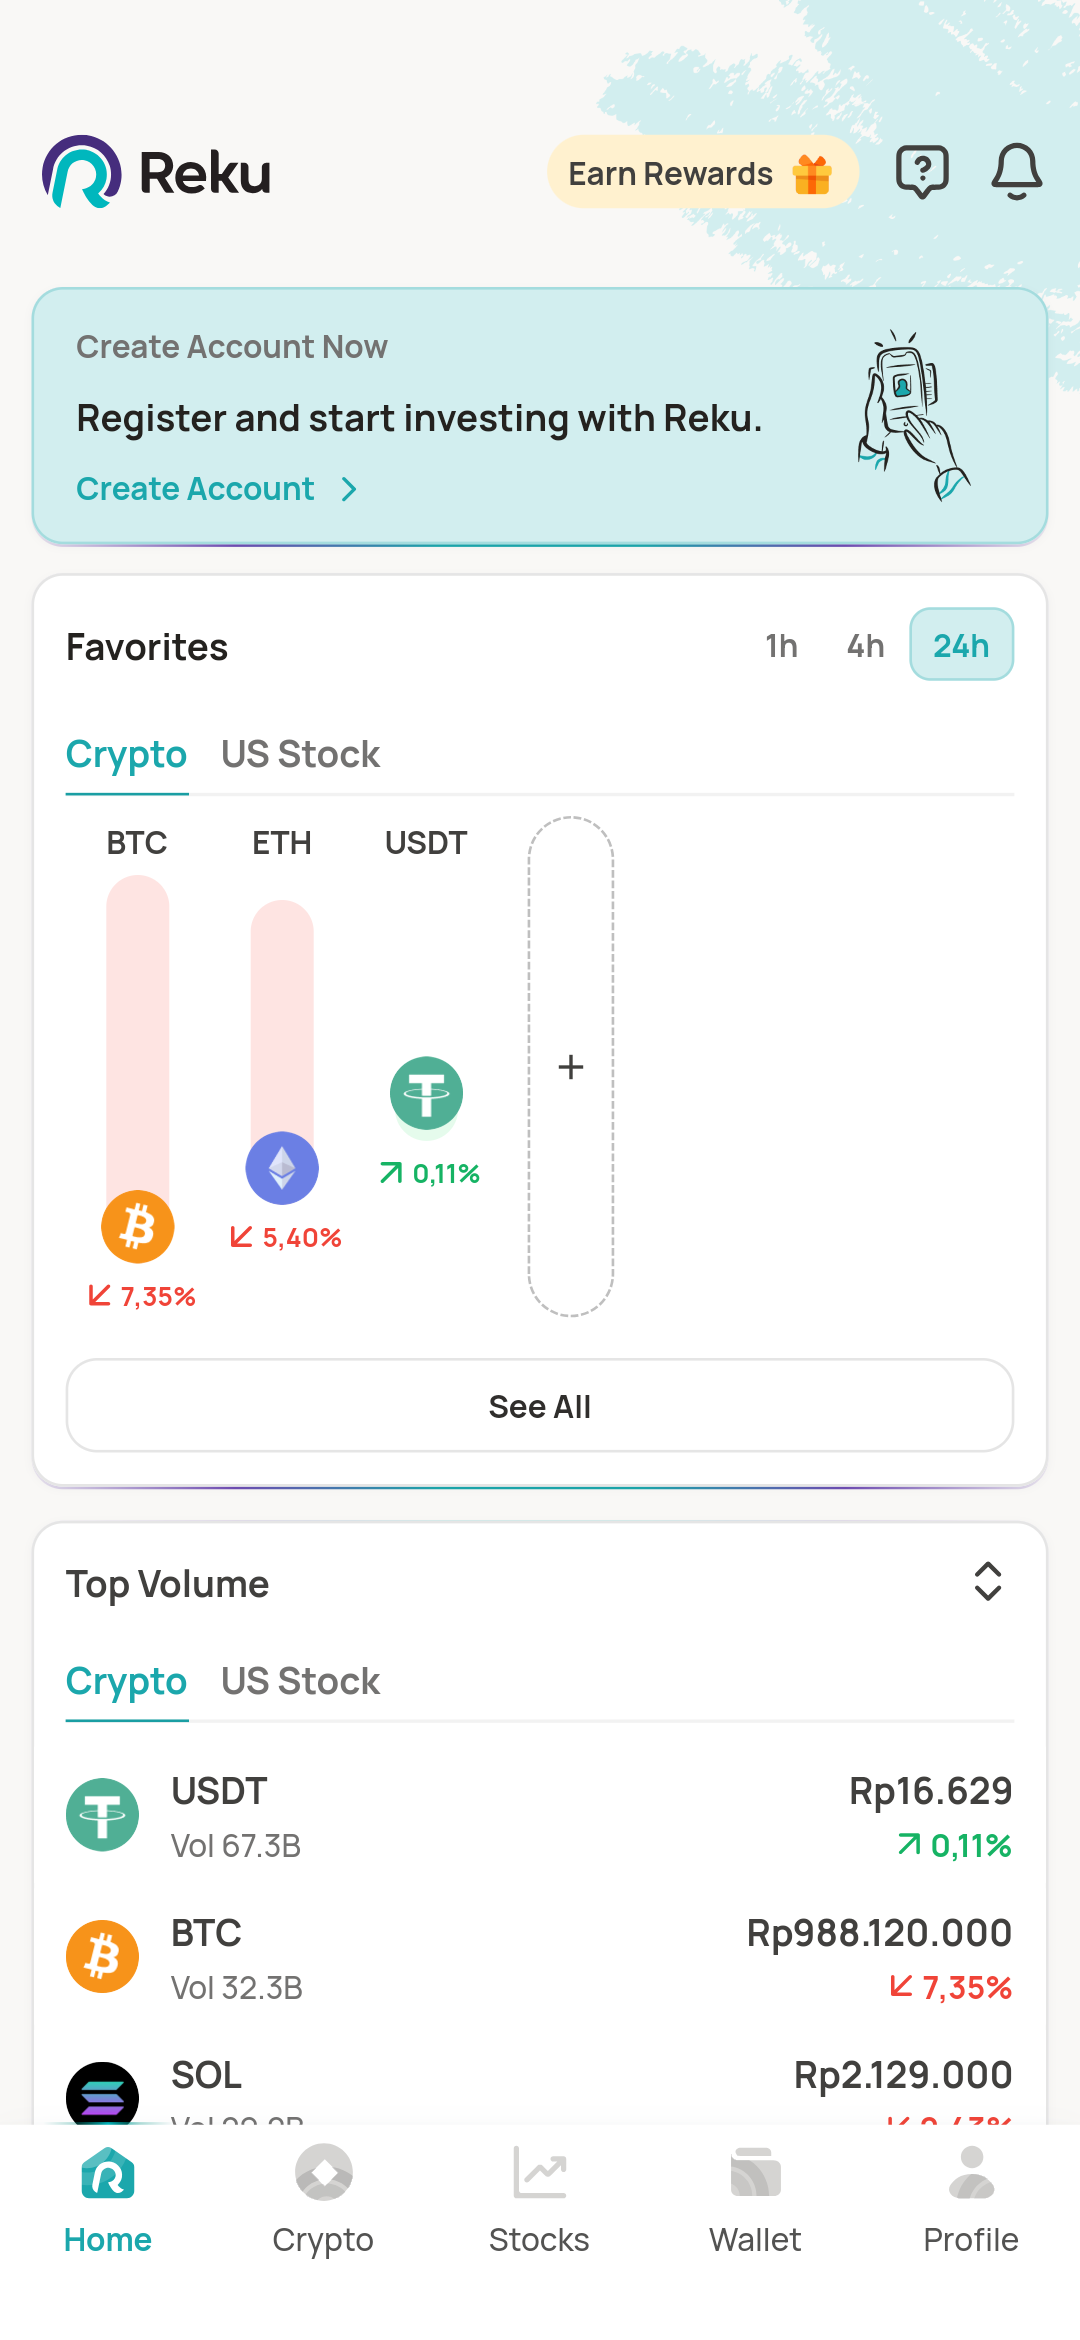 Reku
Earn Rewards
Create Account Now
Register and start investing with Reku.
Create Account
Favorites
1h 4h 24h
Crypto US Stock
BTC ETH USDT
0,11%
5,40%
7,35%
See All
Top Volume
Crypto US Stock
USDT Rp16.629
Vol 67.3B 0,11%
BTC Rp988.120.000
Vol 32.3B 7,35%
SOL Rp2.129.000
Home Crypto Stocks Wallet Profile